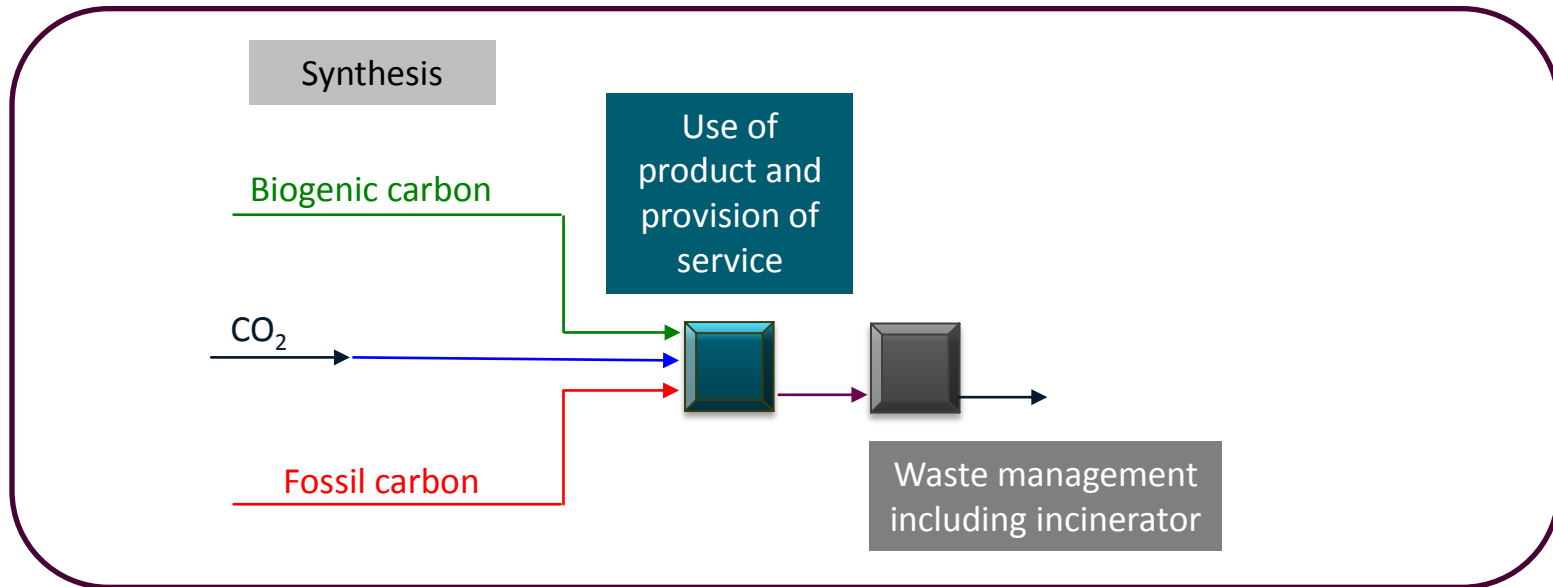 Synthesis
Use of
product and
provision of
service
Biogenic carbon
CO₂
Fossil carbon
Waste management
including incinerator